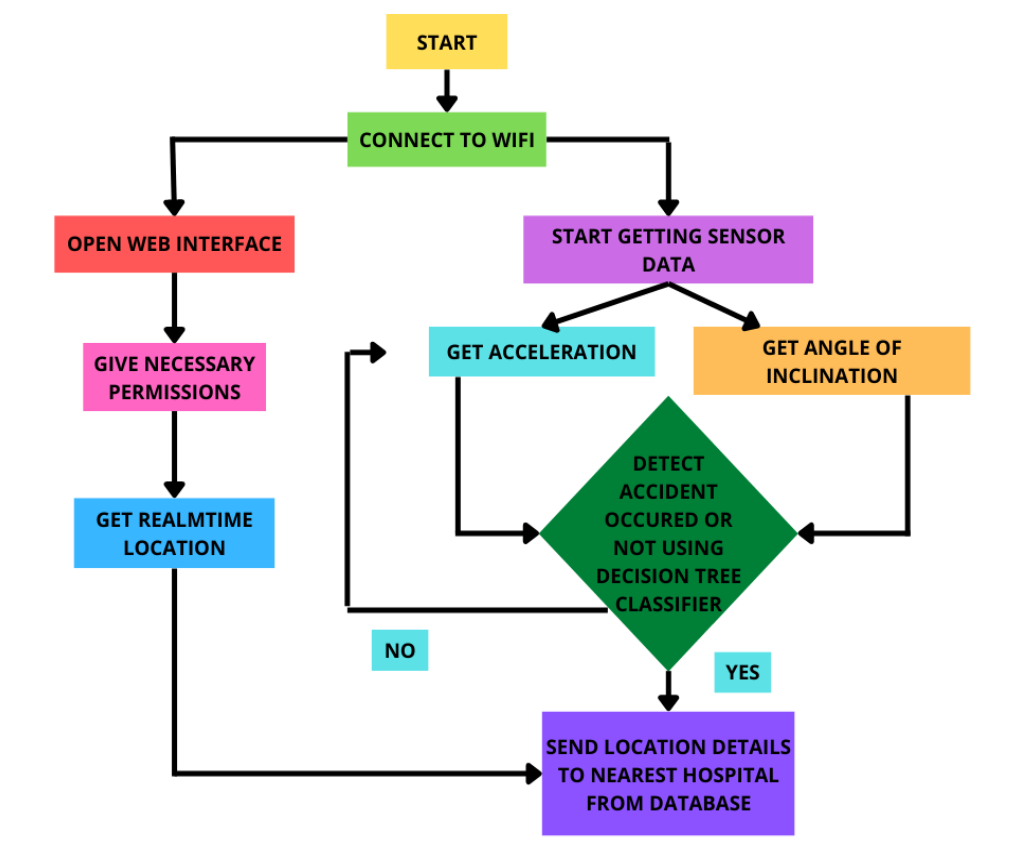 START
CONNECT TO WIFI
OPEN WEB INTERFACE
START GETTING SENSOR
DATA
GIVE NECESSARY
PERMISSIONS
GET ACCELERATION
GET ANGLE OF
INCLINATION
GET REALMTIME
LOCATION
DETECT
ACCIDENT
OCCURED OR
NOT USING
DECISION TREE
CLASSIFIER
NO
YES
SEND LOCATION DETAILS
TO NEAREST HOSPITAL
FROM DATABASE